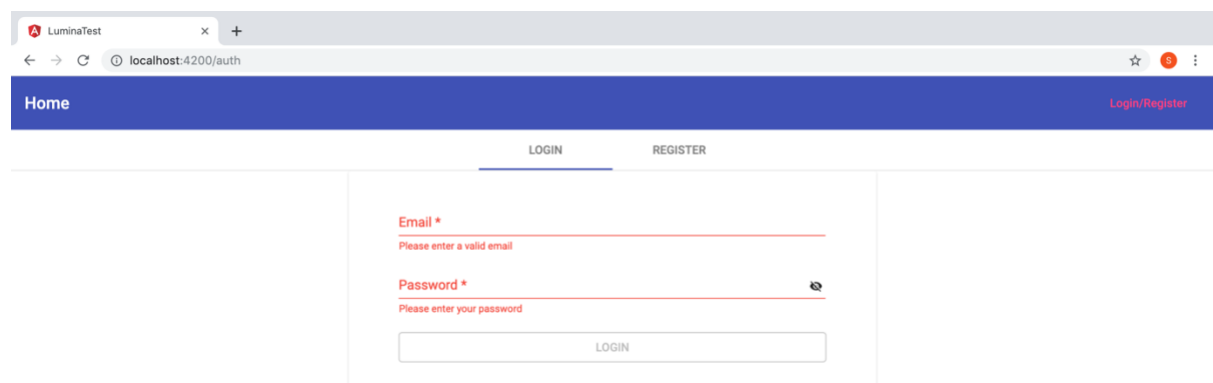 LuminaTest
localhost:4200/auth
S
Home Login/Register
LOGIN REGISTER
Email *
Please enter a valid email
Password *
Please enter your password
LOGIN